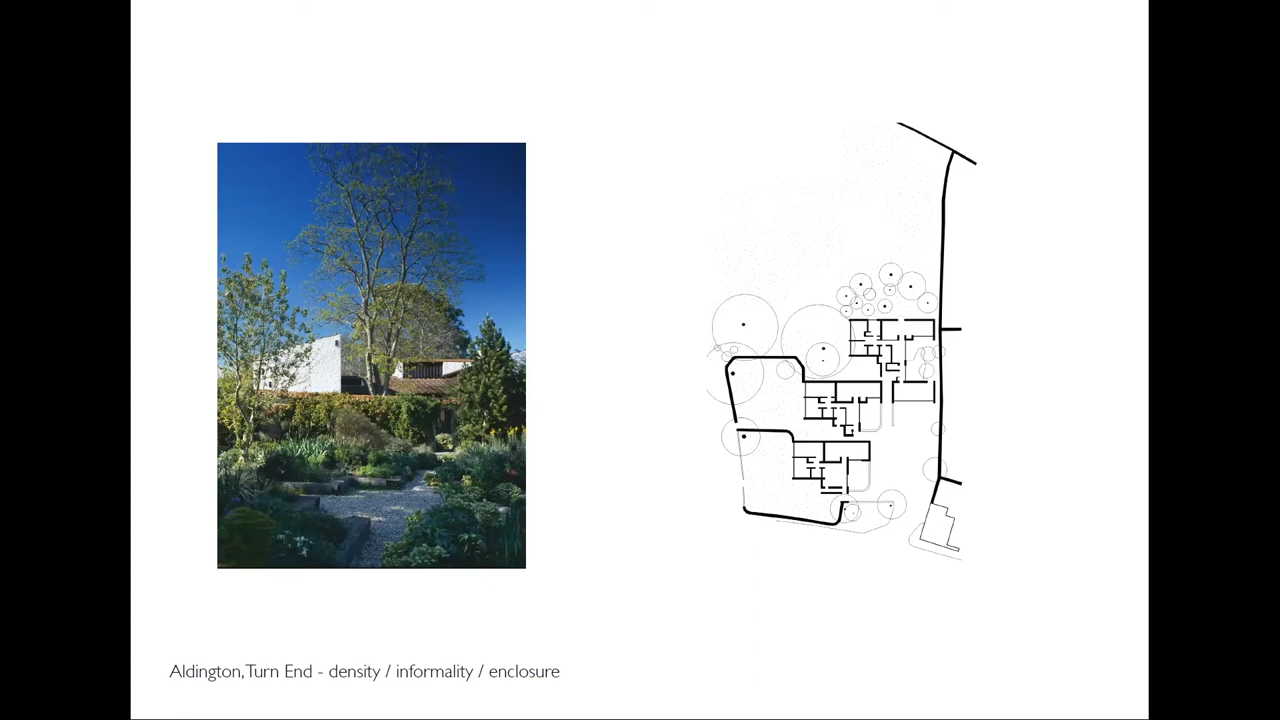 Aldington, Turn End - density / informality / enclosure